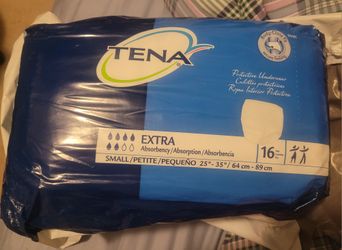 TENA
Protective Underwear
Culottes protectrices
Ropa Interior Protectora
EXTRA
Absorbency/Absorption/Absorbencia
16
SMALL/PETITE/PEQUEÑO 25" - 35"/ 64 cm - 89 cm